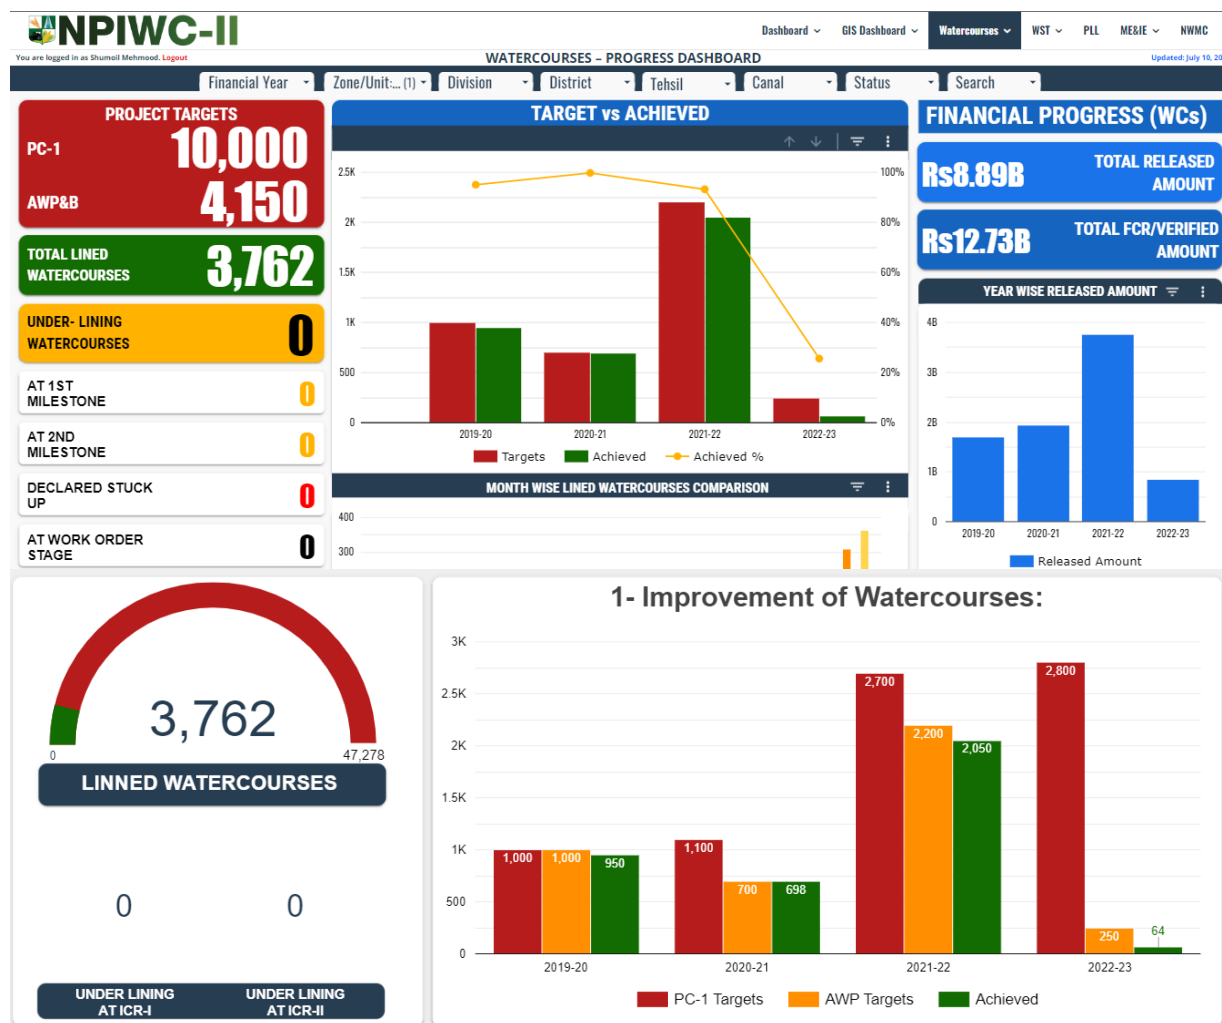 NPIWC-II
Dashboard
GIS Dashboard
Watercourses
WST
PLL
ME&IE
NWMC
You are logged in as Shumoil Mehmood. Logout
WATERCOURSES – PROGRESS DASHBOARD
Updated: July 10, 20
Financial Year
Zone/Unit:... (1)
Division
District
Tehsil
Canal
Status
Search
PROJECT TARGETS
PC-1
10,000
AWP&B
4,150
TOTAL LINED
WATERCOURSES
3,762
UNDER- LINING
WATERCOURSES
0
AT 1ST
MILESTONE
0
AT 2ND
MILESTONE
0
DECLARED STUCK
UP
0
AT WORK ORDER
STAGE
0
TARGET vs ACHIEVED
2.5K
2K
1.5K
1K
500
0
100%
80%
60%
40%
20%
0%
2019-20
2020-21
2021-22
2022-23
Targets
Achieved
Achieved %
MONTH WISE LINED WATERCOURSES COMPARISON
400
300
FINANCIAL PROGRESS (WCs)
Rs8.89B
TOTAL RELEASED
AMOUNT
Rs12.73B
TOTAL FCR/VERIFIED
AMOUNT
YEAR WISE RELEASED AMOUNT
4B
3B
2B
1B
0
2019-20
2020-21
2021-22
2022-23
Released Amount
3,762
0
47,278
LINNED WATERCOURSES
0
0
UNDER LINING
AT ICR-I
UNDER LINING
AT ICR-II
1- Improvement of Watercourses:
3K
2.5K
2K
1.5K
1K
500
0
1,000
1,000
950
1,100
700
698
2,700
2,200
2,050
2,800
250
64
2019-20
2020-21
2021-22
2022-23
PC-1 Targets
AWP Targets
Achieved